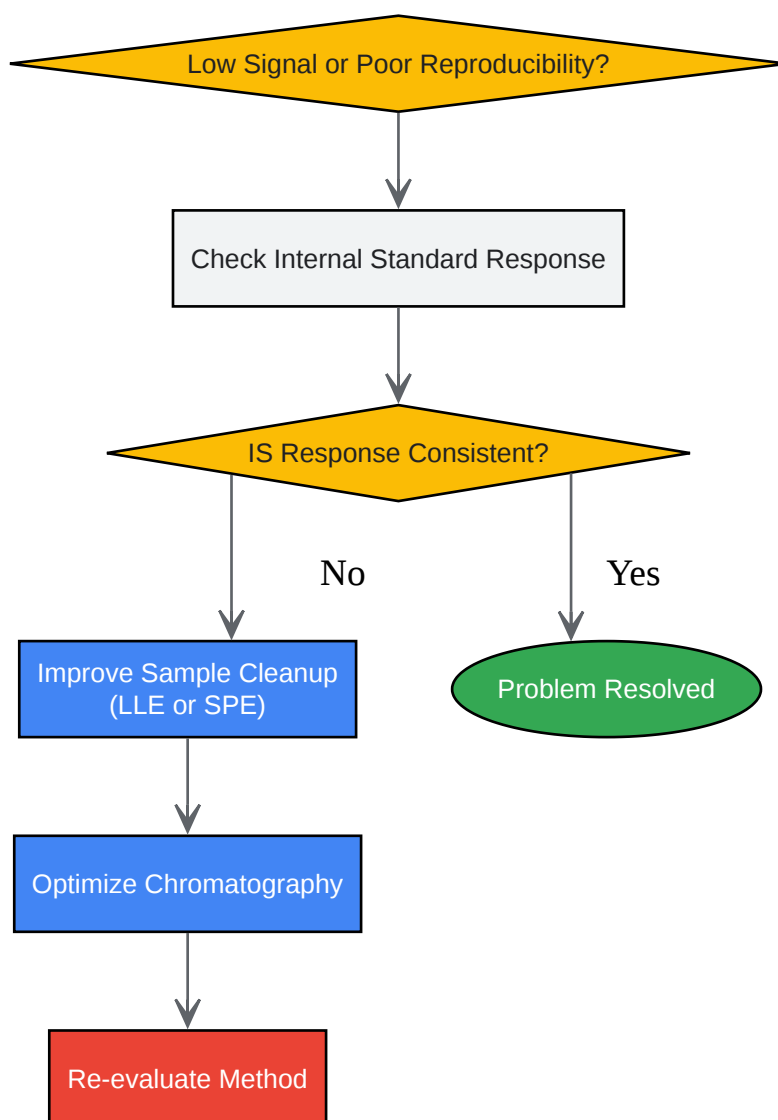 Low Signal or Poor Reproducibility?
Check Internal Standard Response
IS Response Consistent?
No
Yes
Improve Sample Cleanup
(LLE or SPE)
Problem Resolved
Optimize Chromatography
Re-evaluate Method